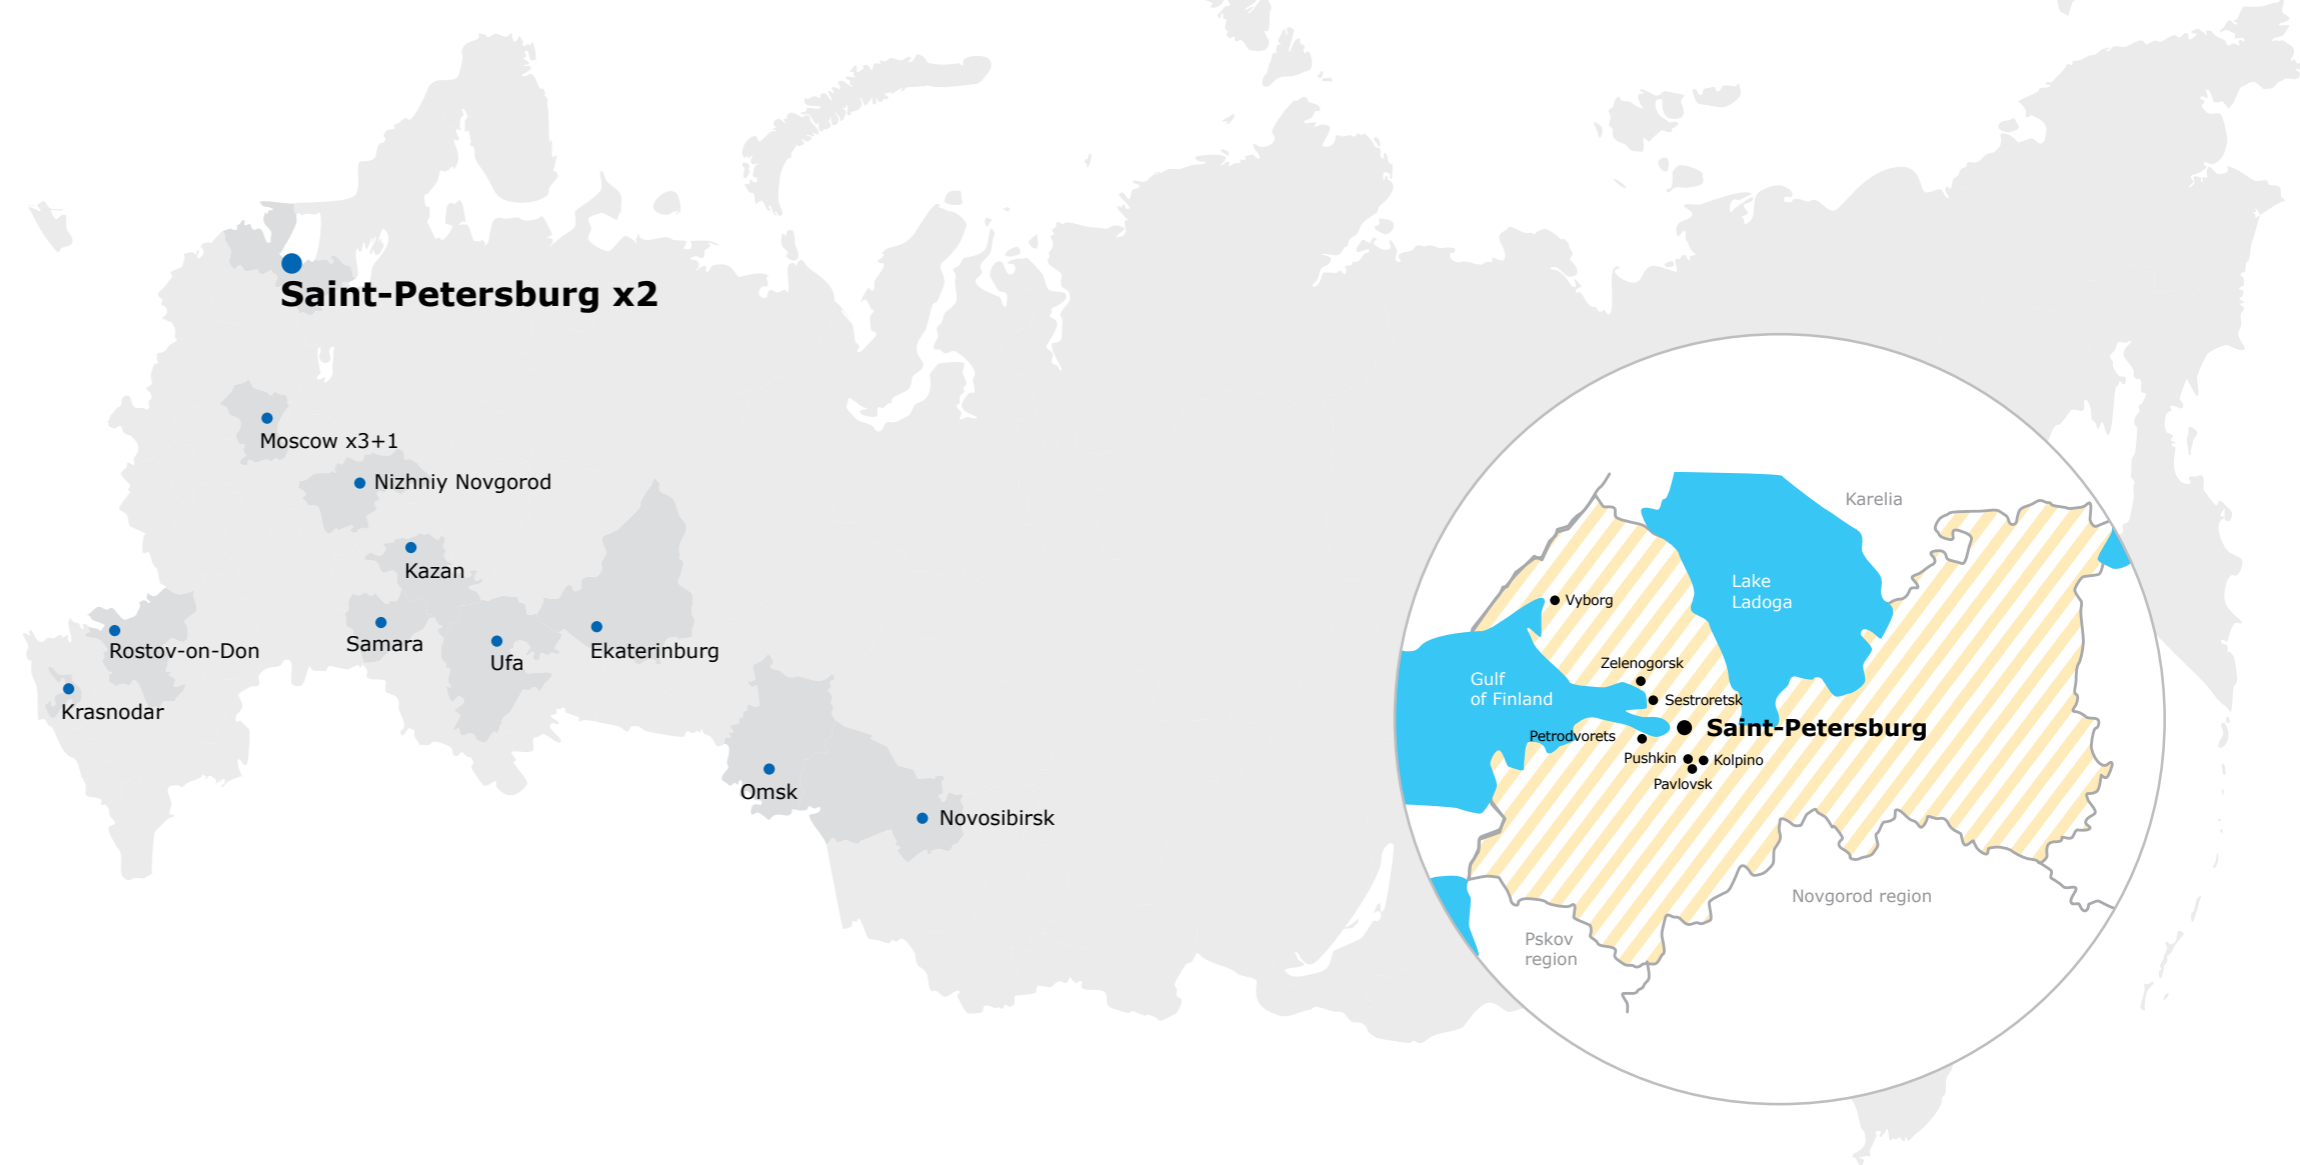 Saint-Petersburg x2
Moscow x3+1
Nizhniy Novgorod
Kazan
Rostov-on-Don
Samara
Ufa
Ekaterinburg
Krasnodar
Omsk
Novosibirsk
Karelia
Lake
Ladoga
Vyborg
Zelenogorsk
Gulf
of Finland
Sestroretsk
Saint-Petersburg
Petrodvorets
Pushkin
Kolpino
Pavlovsk
Novgorod region
Pskov
region